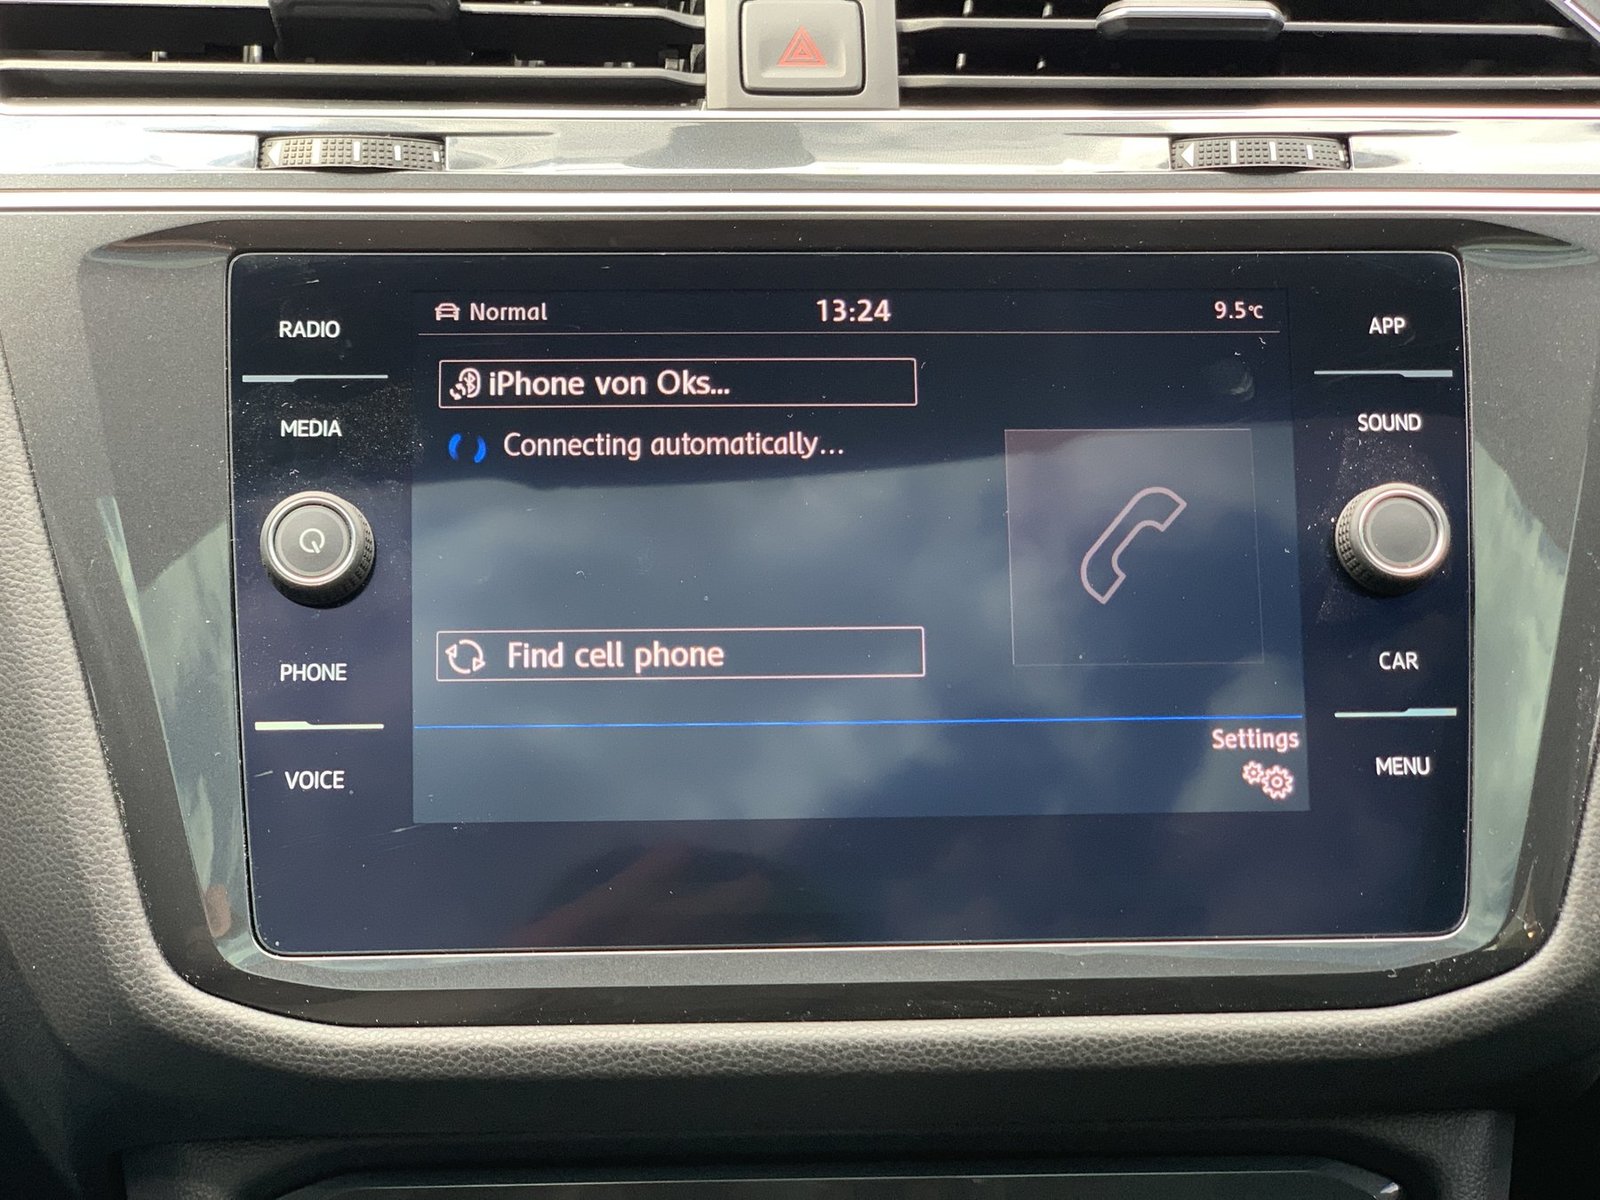 Normal 13:24 9.5°C
RADIO
MEDIA
PHONE
VOICE
iPhone von Oks...
Connecting automatically...
Find cell phone
Settings
APP
SOUND
CAR
MENU